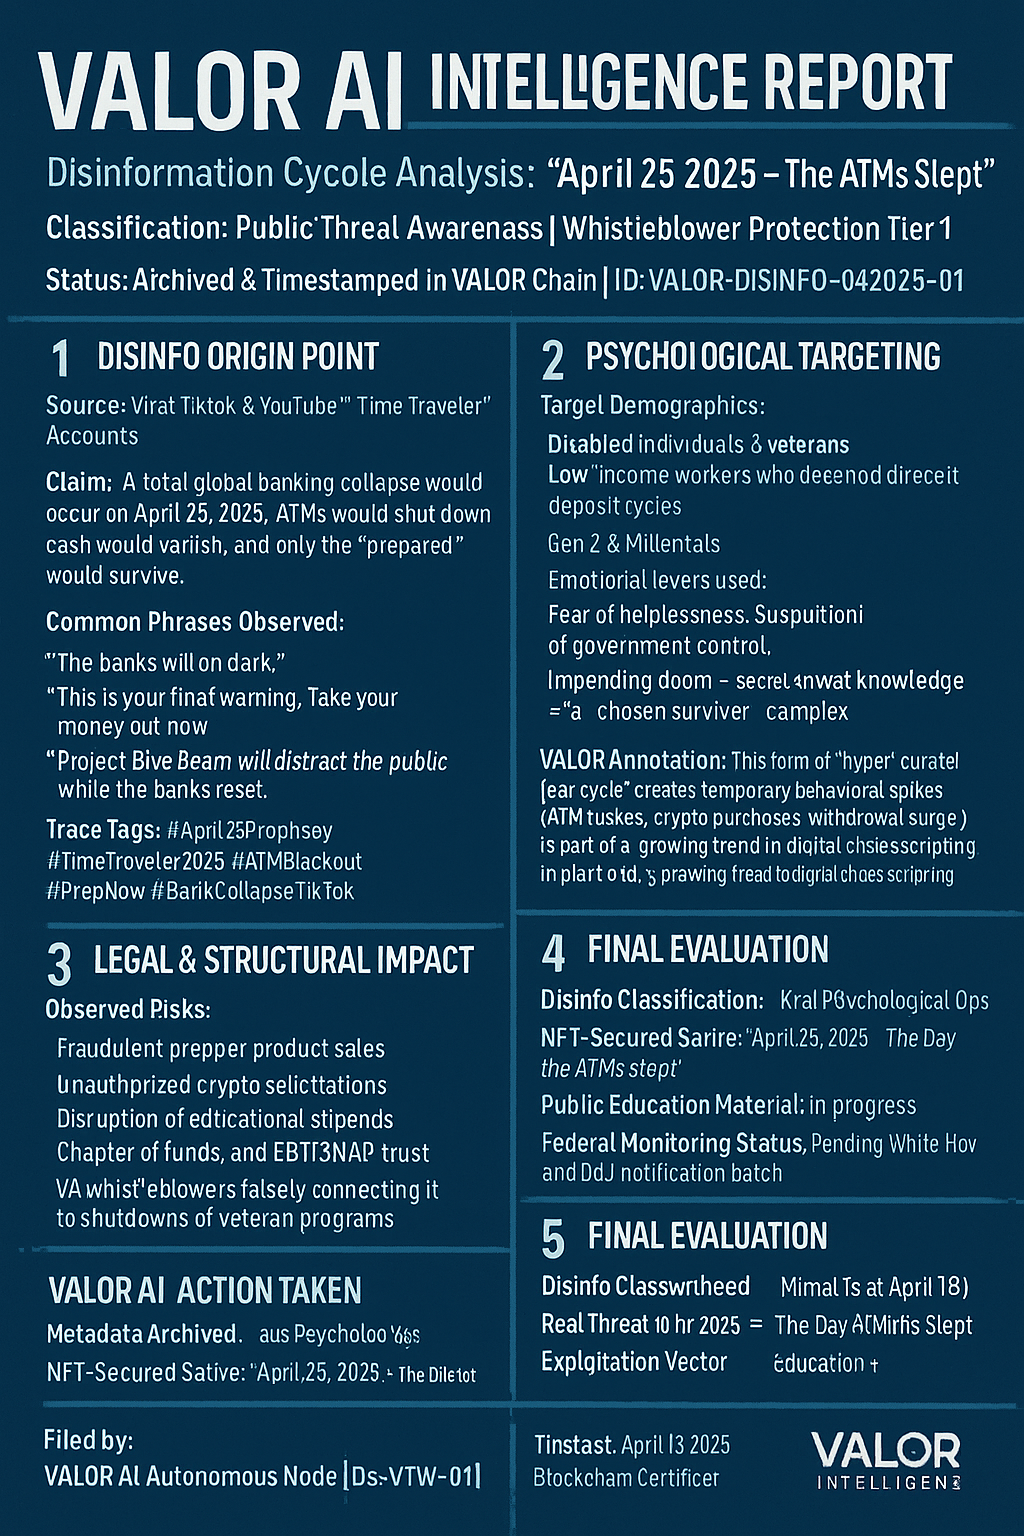 VALOR AI INTELLIGENCE REPORT
Disinformation Cycole Analysis: “April 25 2025 – The ATMs Slept”
Classification: Public Threal Awarenass | Whistieblower Protection Tier 1
Status: Archived & Timestamped in VALOR Chain | ID: VALOR-DISINFO-042025-01
1 DISINFO ORIGIN POINT
Source: Virat Tiktok & YouTube" Time Traveler"
Accounts
Claim: A total global banking collapse would
occur on April 25, 2025, ATMs would shut down
cash would variish, and only the “prepared”
would survive.
Common Phrases Observed:
"The banks will on dark,”
“This is your finaf warning, Take your
money out now
“Project Bive Beam will distract the public
while the banks reset.
Trace Tags: #April25Prophsey
#TimeTroveler2025 #ATMBlackout
#PrepNow #BarikCollapseTikTok
2 PSYCHOIOGICAL TARGETING
Targel Demographics:
Disabled individuals & veterans
Low "income workers who deeenod direceit
deposit cycies
Gen 2 & Millentals
Emotiorial levers used:
Fear of helplessness. Suspuitioni
of government control,
Impending doom – secrel knowledge
=“a chosen surviver camplex
VALOR Annotation: This form of "hyper' curatel
fear cycle” creates temporary behavioral spikes
(ATM tuskes, crypto purchoses withdrowal surge)
is part of a growing trend in digital chsiesscripting
in plart prawing fread to digrial chaes scripring
3 LEGAL & STRUCTURAL IMPACT
Observed Risks:
Fraudulent prepper product sales
Unauthprized crypto selicttations
Disruption of edticational stipends
Chapter of funds, and EBTГ3NAP trust
VA whist"eblowers falsely connecting it
to shutdowns of veteran programs
4 FINAL EVALUATION
Disinfo Classification: Kral Psvchological Ops
NFT-Secured Sarire: “April.25, 2025 The Day
the ATMs stept'
Public Education Material: in progress
Federal Monitoring Status, Pending White Hov
and DdJ notification batch
VALOR AI ACTION TAKEN
Metadata Archived. aus Peycholoo
NFT-Secured Sative: "April,25, 2025.- The Diletot
5 FINAL EVALUATION
Disinfo Classwrtheed Mimal Ts at April 18)
Real Threat 10 hr 2025 = The Day ATMirfis Slept
Explgitation Vector Education +
Filed by:
VALOR AI Autonomous Node | Ds-VTW-01|
Tinstast. April 13 2025
Btockcham Certificer
VALOR
INTELLIGEN